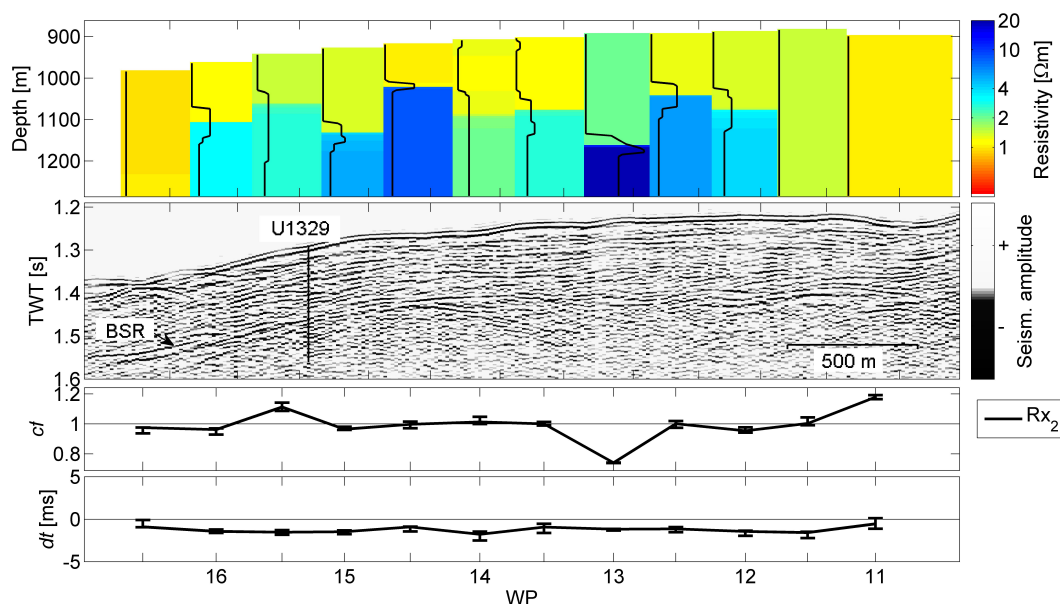 900
1000
1100
1200
Depth [m]
20
10
4
2
1
Resistivity [Ωm]
1.2
1.3
1.4
1.5
1.6
TWT [s]
U1329
BSR
500 m
+
-
Seism. amplitude
1.2
1
0.8
cf
Rx2
5
0
-5
dt [ms]
16 15 14 13 12 11
WP